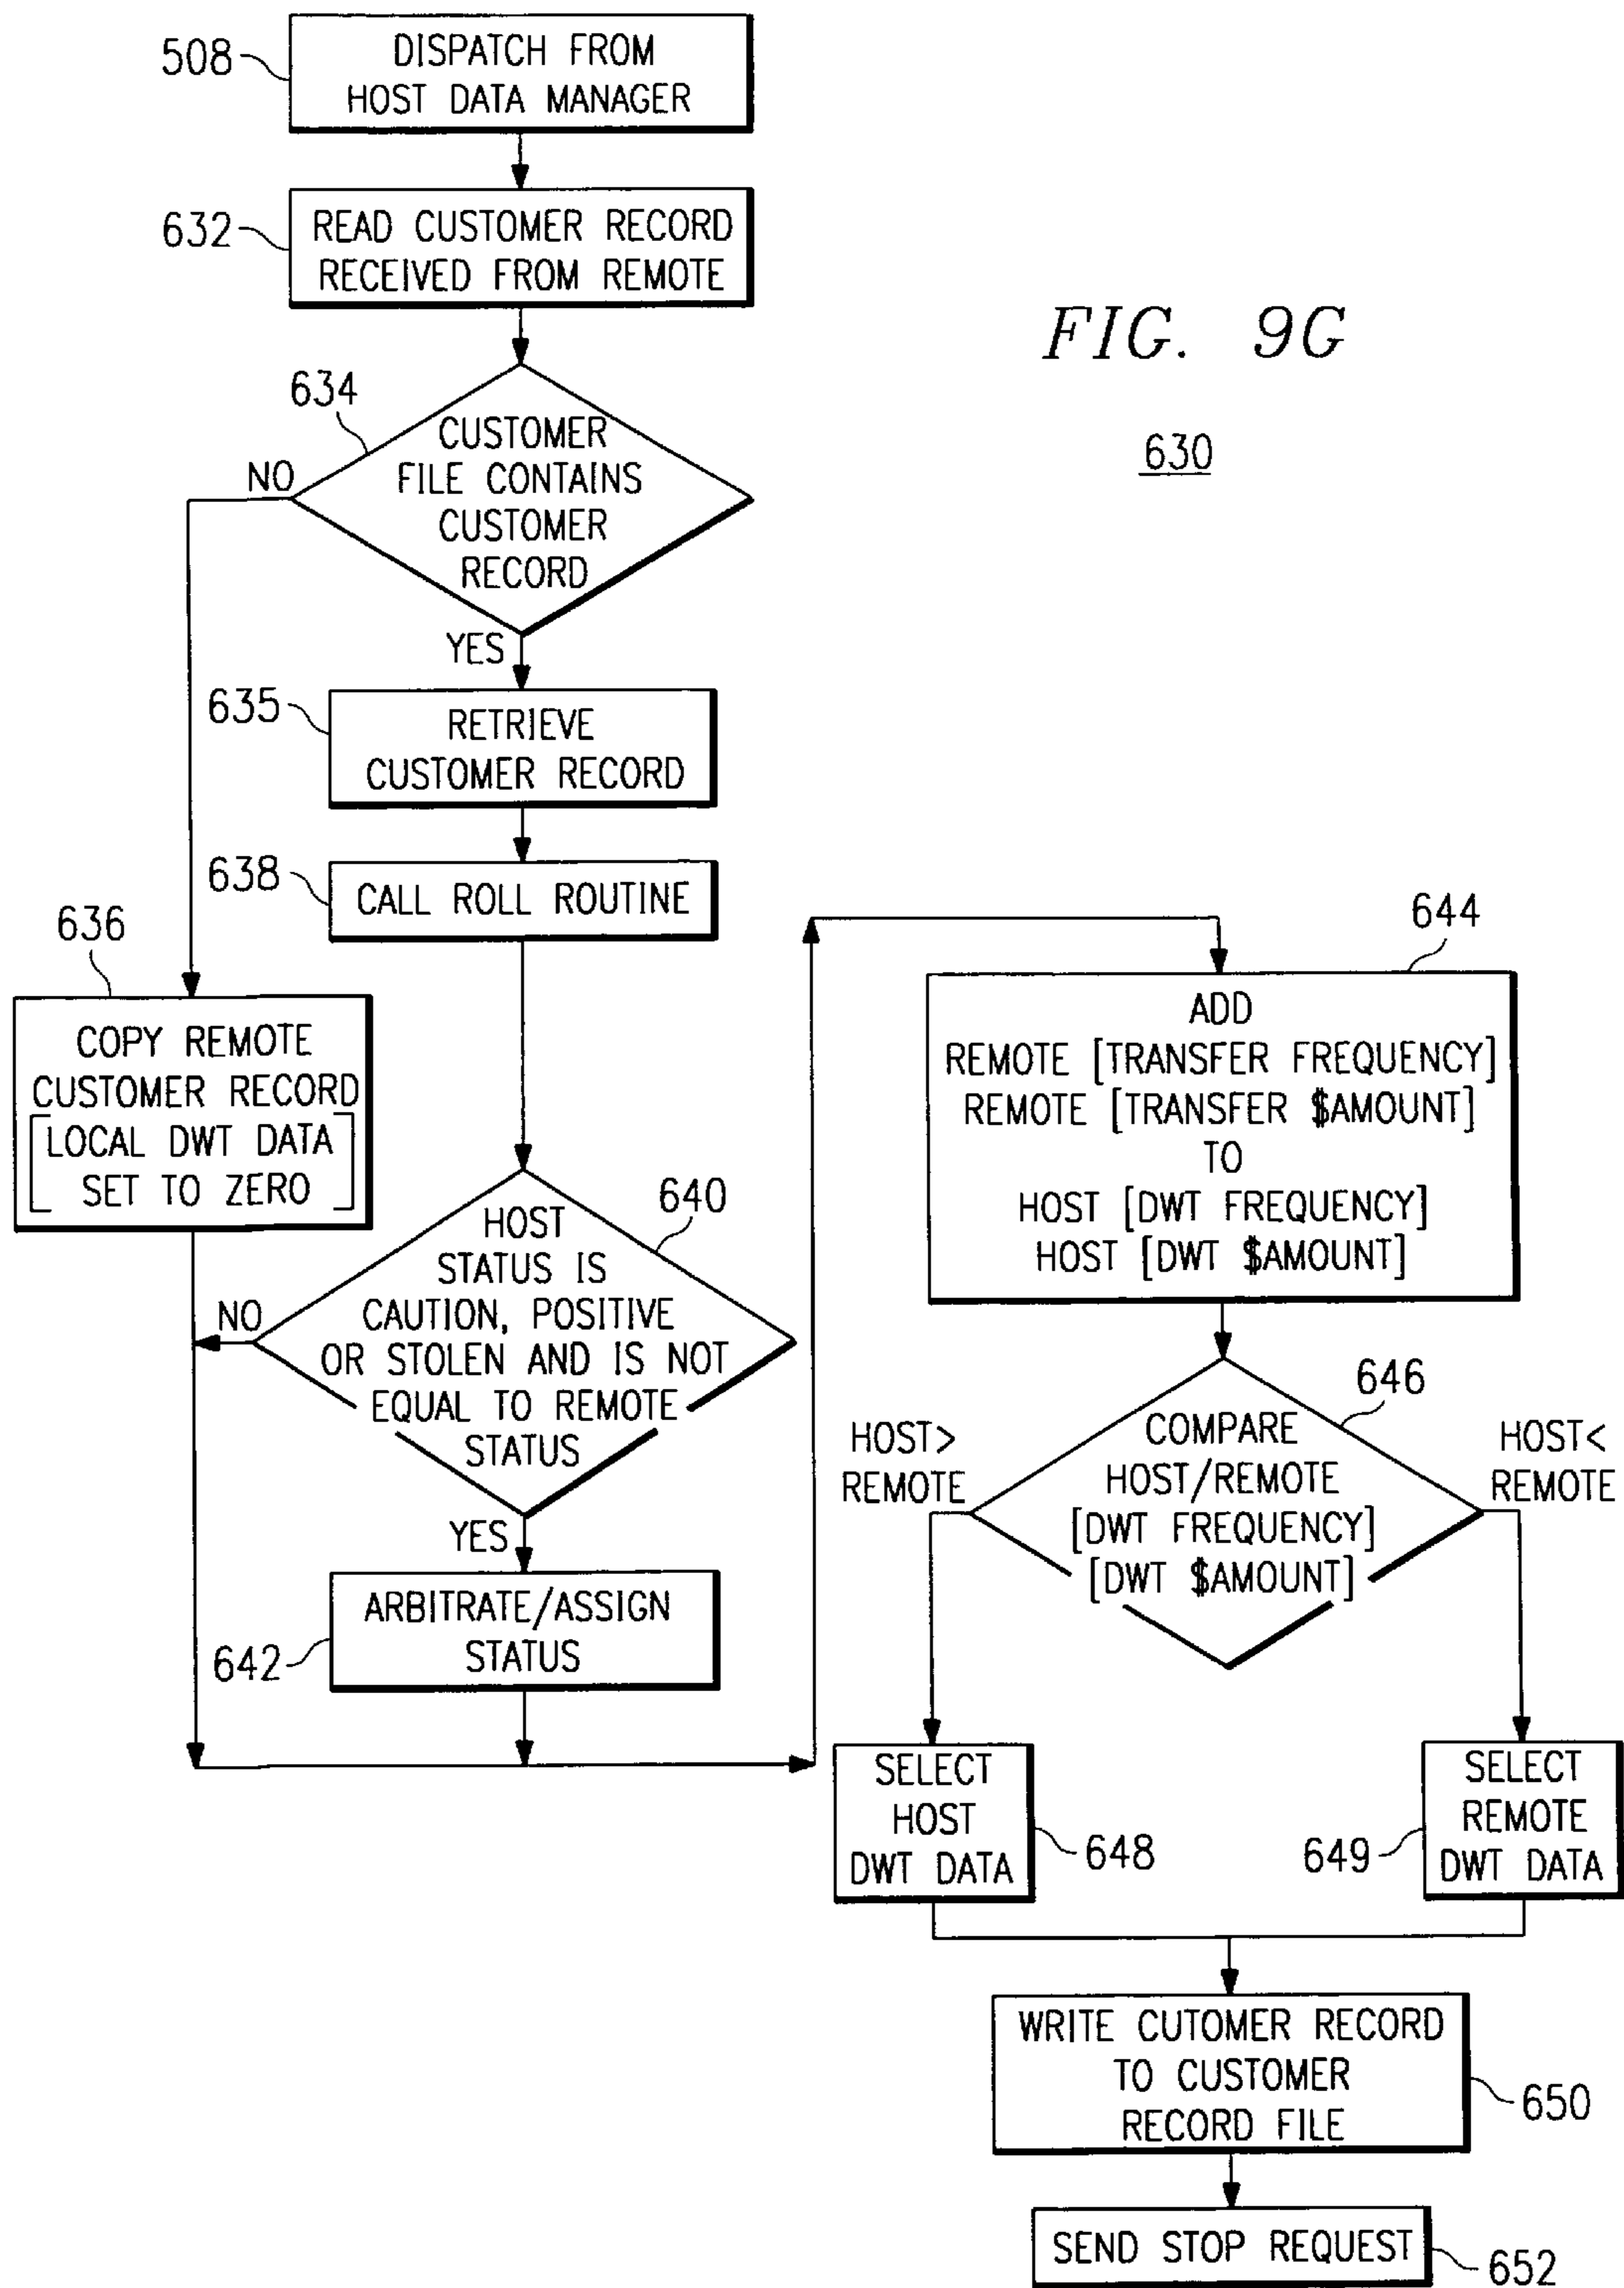 508
DISPATCH FROM
HOST DATA MANAGER
632
READ CUSTOMER RECORD
RECEIVED FROM REMOTE
FIG. 9G
630
634
CUSTOMER
FILE CONTAINS
CUSTOMER
RECORD
NO
YES
635
RETRIEVE
CUSTOMER RECORD
638
CALL ROLL ROUTINE
636
COPY REMOTE
CUSTOMER RECORD
[LOCAL DWT DATA
SET TO ZERO]
640
HOST
STATUS IS
CAUTION, POSITIVE
OR STOLEN AND IS NOT
EQUAL TO REMOTE
STATUS
NO
YES
642
ARBITRATE/ASSIGN
STATUS
644
ADD
REMOTE [TRANSFER FREQUENCY]
REMOTE [TRANSFER $AMOUNT]
TO
HOST [DWT FREQUENCY]
HOST [DWT $AMOUNT]
646
COMPARE
HOST/REMOTE
[DWT FREQUENCY]
[DWT $AMOUNT]
HOST>
REMOTE
HOST<
REMOTE
SELECT
HOST
DWT DATA
648
649
SELECT
REMOTE
DWT DATA
WRITE CUTOMER RECORD
TO CUSTOMER
RECORD FILE
650
SEND STOP REQUEST
652